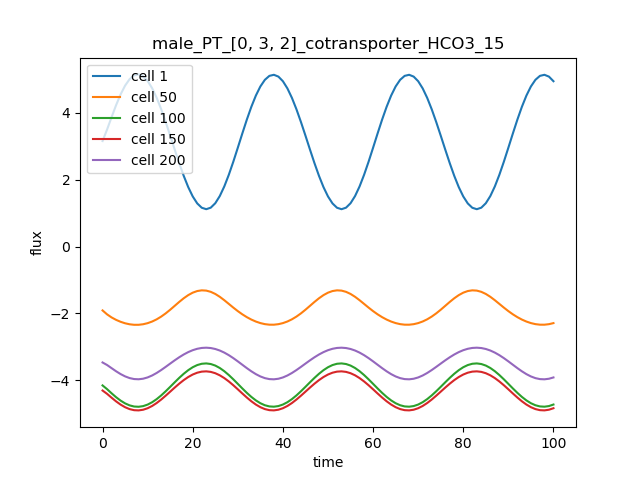 male_PT_[0, 3, 2]_cotransporter_HCO3_15
cell 1
cell 50
cell 100
cell 150
cell 200
flux
4
2
0
−2
−4
0 20 40 60 80 100
time